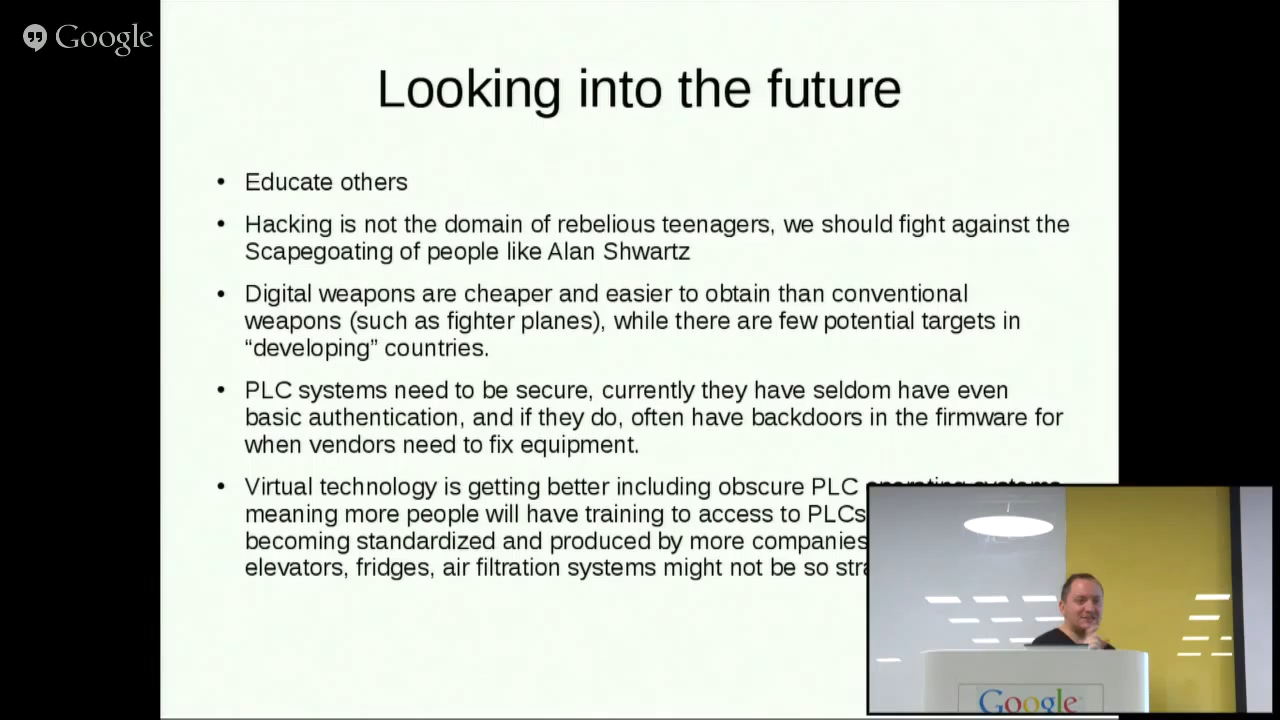 Google
Looking into the future
• Educate others
• Hacking is not the domain of rebelious teenagers, we should fight against the
Scapegoating of people like Alan Shwartz
• Digital weapons are cheaper and easier to obtain than conventional
weapons (such as fighter planes), while there are few potential targets in
“developing” countries.
• PLC systems need to be secure, currently they have seldom have even
basic authentication, and if they do, often have backdoors in the firmware for
when vendors need to fix equipment.
• Virtual technology is getting better including obscure PLC operating systems
meaning more people will have training to access to PLCs
becoming standardized and produced by more companies
elevators, fridges, air filtration systems might not be so
Google